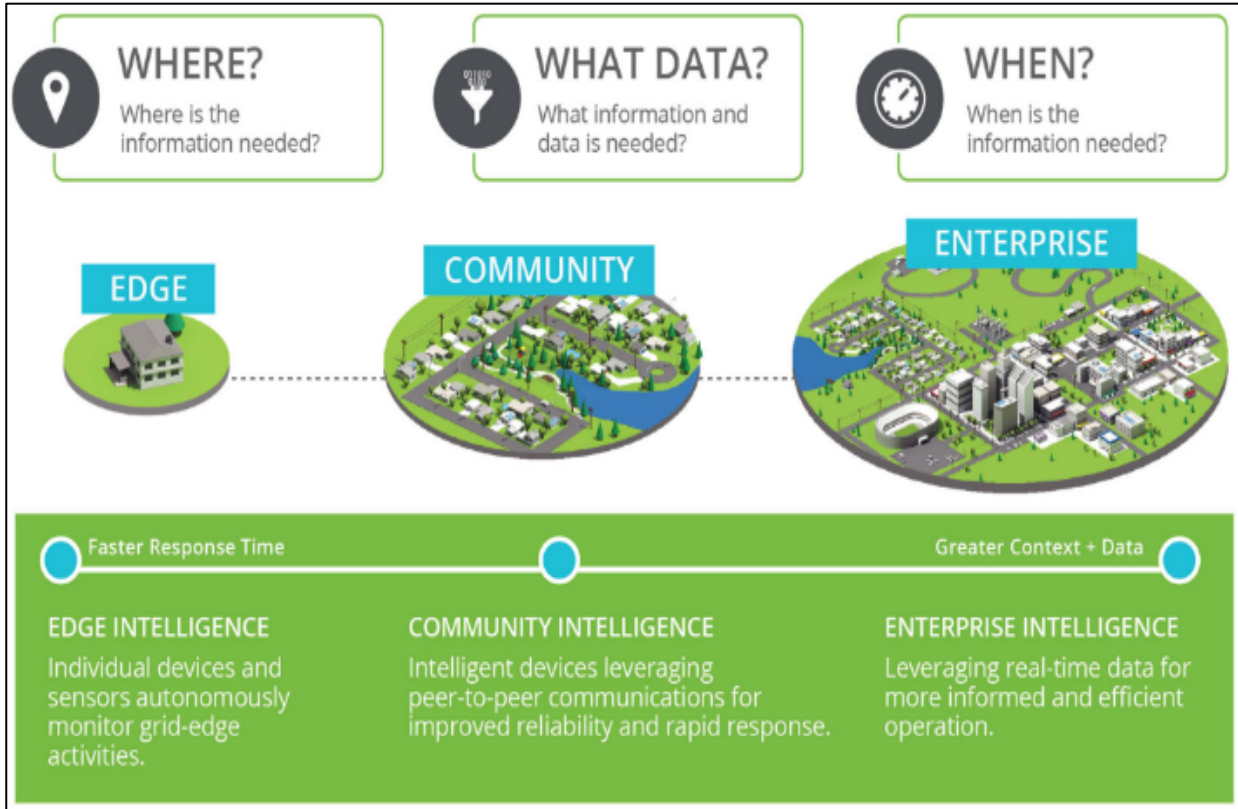 WHERE?
Where is the
information needed?
011010
0100
WHAT DATA?
What information and
data is needed?
WHEN?
When is the
information needed?
EDGE
COMMUNITY
ENTERPRISE
Faster Response Time
Greater Context + Data
EDGE INTELLIGENCE
Individual devices and
sensors autonomously
monitor grid-edge
activities.
COMMUNITY INTELLIGENCE
Intelligent devices leveraging
peer-to-peer communications for
improved reliability and rapid response.
ENTERPRISE INTELLIGENCE
Leveraging real-time data for
more informed and efficient
operation.